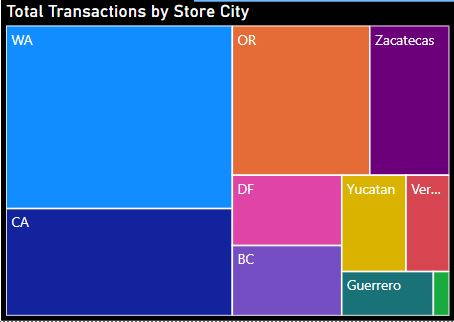 Total Transactions by Store City
WA
OR
Zacatecas
DF
Yucatan
Ver...
CA
BC
Guerrero